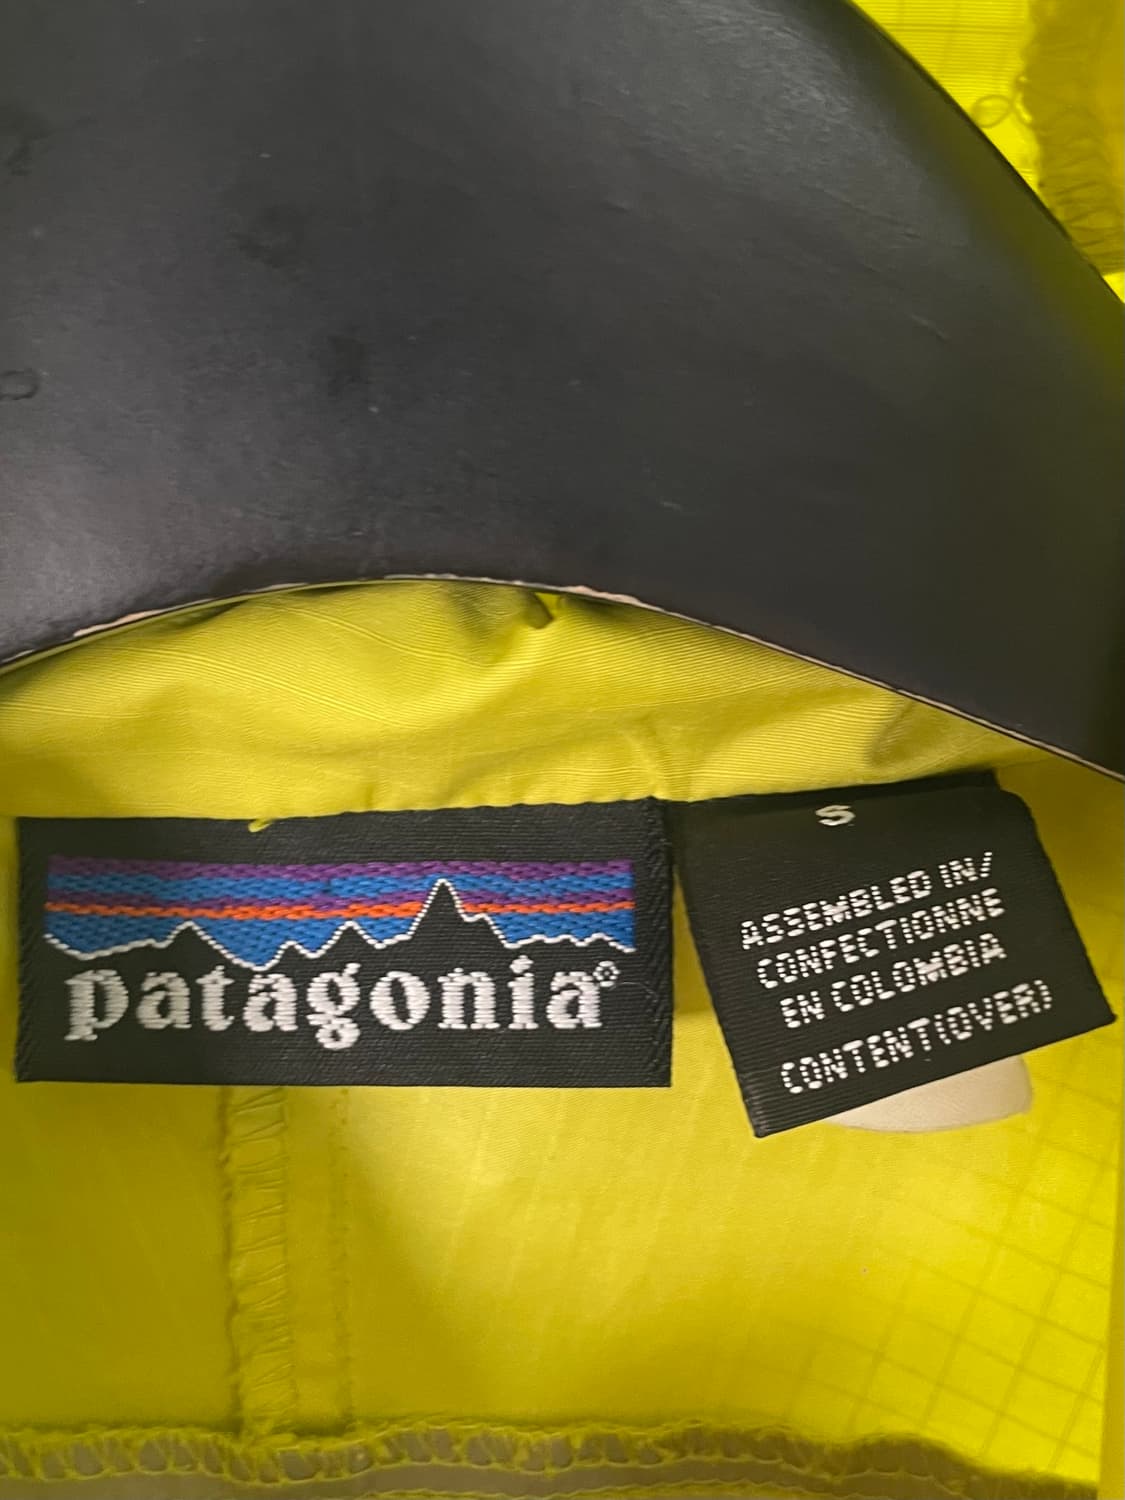 patagonia®
S
ASSEMBLED IN/
CONFECTIONNE
EN COLOMBIA
CONTENT(OVER)